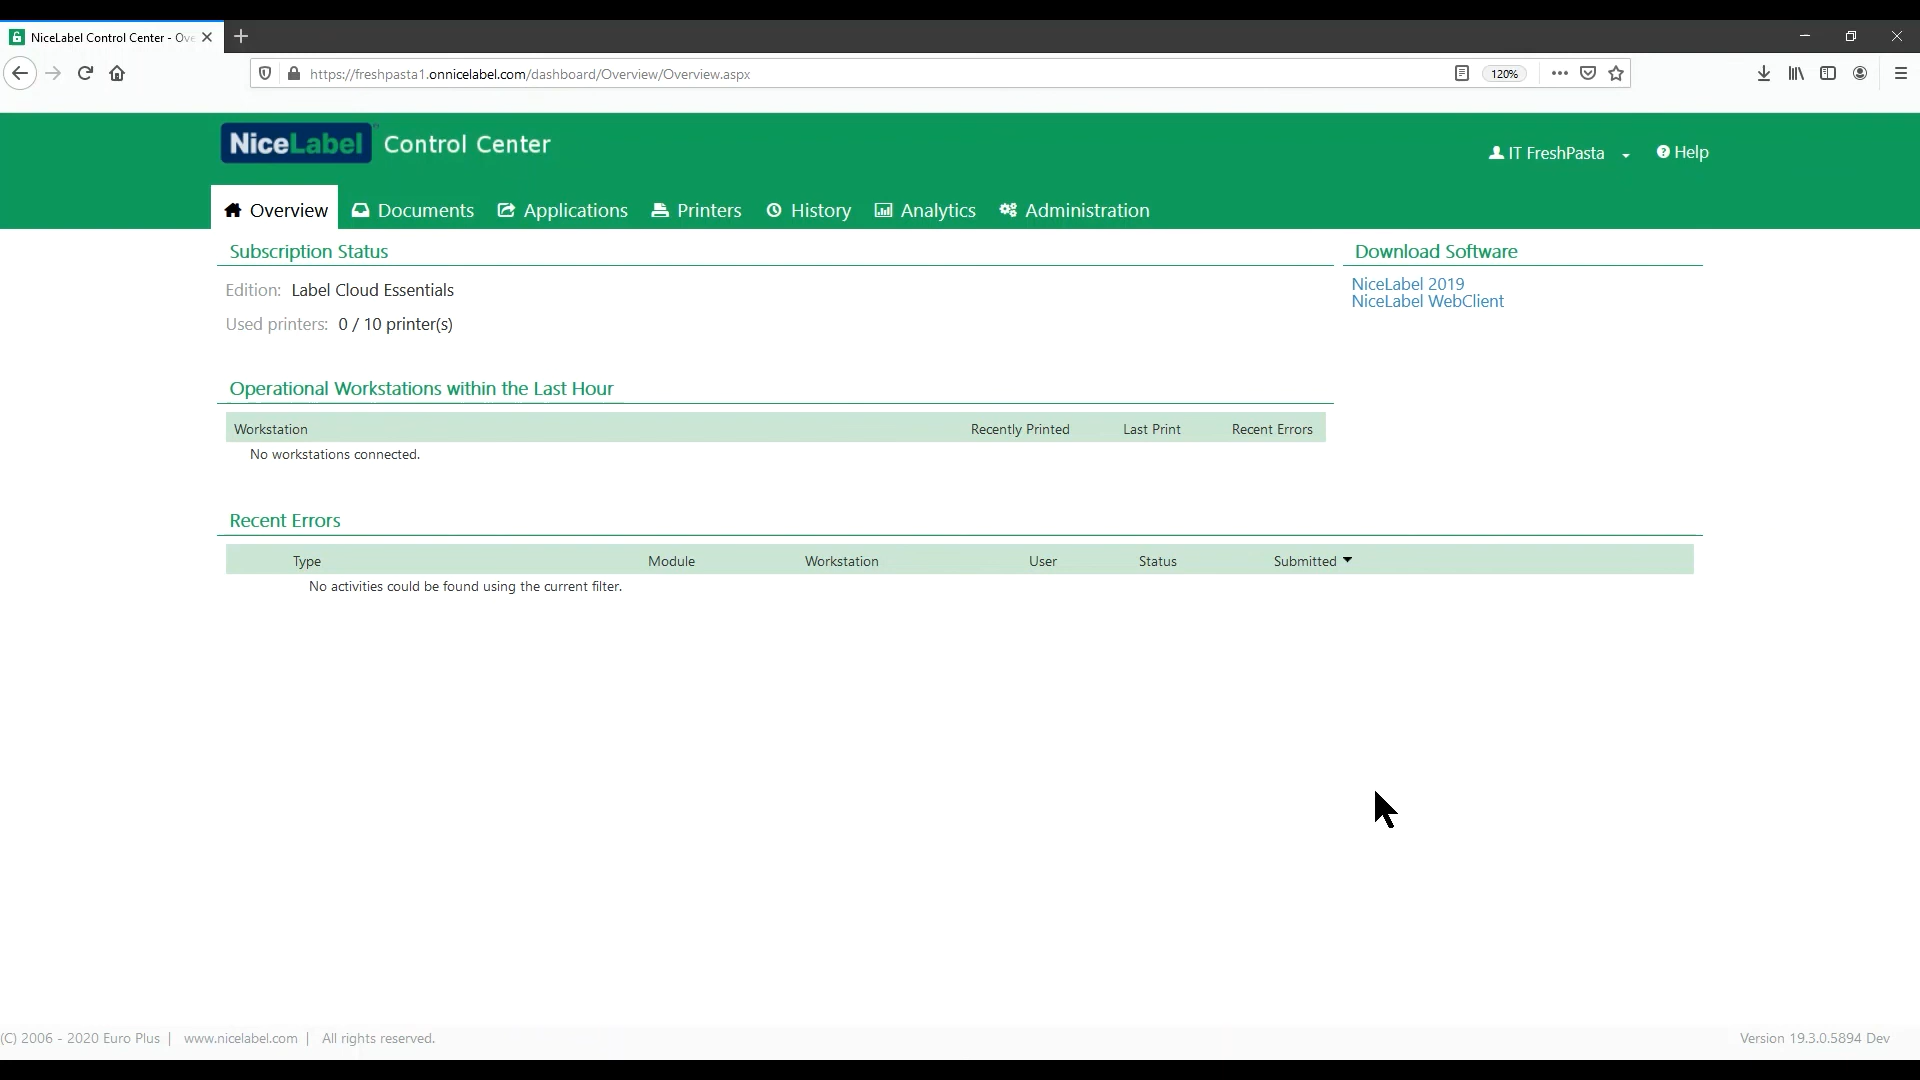 NiceLabel Control Center - Ove
https://freshpasta1.onnicelabel.com/dashboard/Overview/Overview.aspx
120%
NiceLabel Control Center
IT FreshPasta
Help
Overview
Documents
Applications
Printers
History
Analytics
Administration
Subscription Status
Download Software
Edition: Label Cloud Essentials
NiceLabel 2019
NiceLabel WebClient
Used printers: 0 / 10 printer(s)
Operational Workstations within the Last Hour
Workstation Recently Printed Last Print Recent Errors
No workstations connected.
Recent Errors
Type Module Workstation User Status Submitted
No activities could be found using the current filter.
(C) 2006 - 2020 Euro Plus | www.nicelabel.com | All rights reserved.
Version 19.3.0.5894 Dev